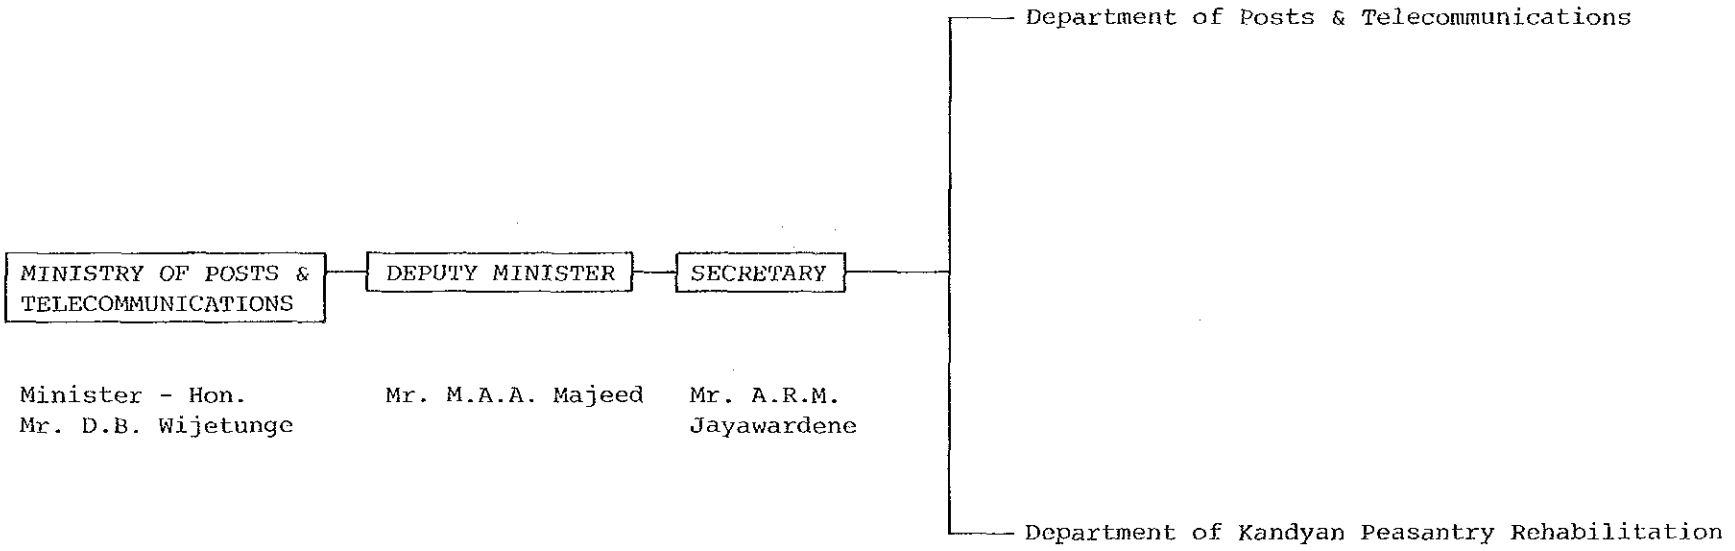 Department of Posts & Telecommunications
MINISTRY OF POSTS &
TELECOMMUNICATIONS
DEPUTY MINISTER
SECRETARY
Minister - Hon.
Mr. D.B. Wijetunge
Mr. M.A.A. Majeed
Mr. A.R.M.
Jayawardene
Department of Kandyan Peasantry Rehabilitation